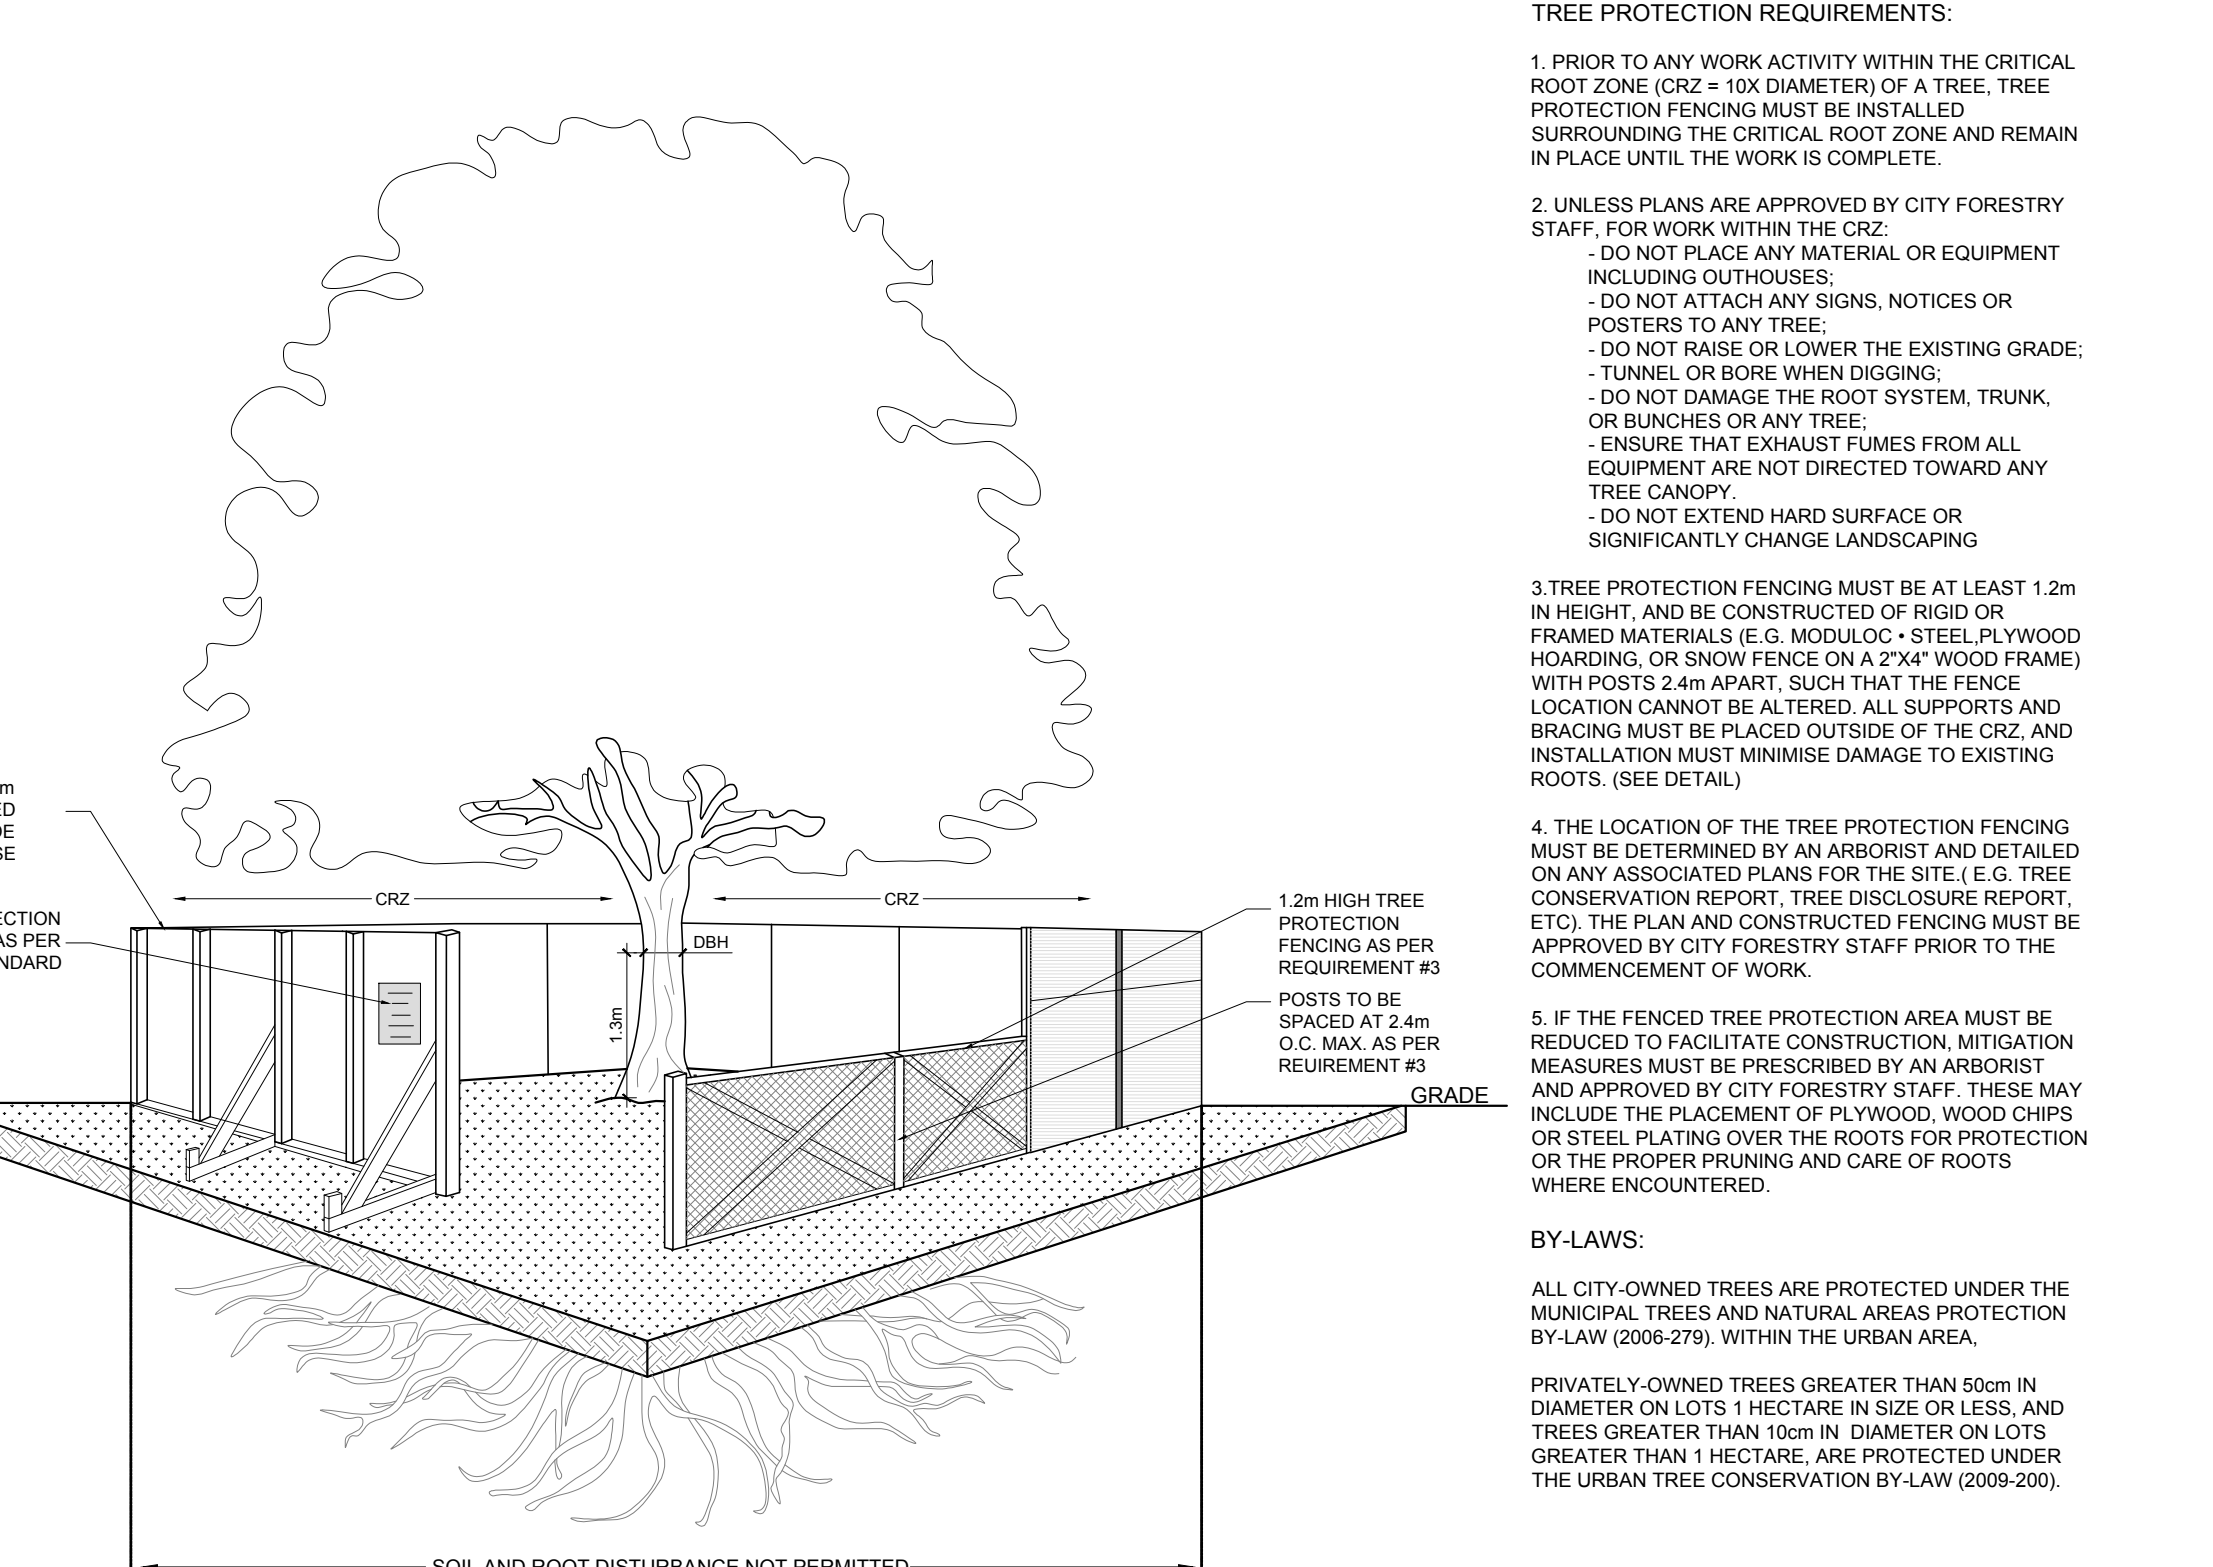 TREE PROTECTION REQUIREMENTS:
1. PRIOR TO ANY WORK ACTIVITY WITHIN THE CRITICAL
ROOT ZONE (CRZ = 10X DIAMETER) OF A TREE, TREE
PROTECTION FENCING MUST BE INSTALLED
SURROUNDING THE CRITICAL ROOT ZONE AND REMAIN
IN PLACE UNTIL THE WORK IS COMPLETE.
2. UNLESS PLANS ARE APPROVED BY CITY FORESTRY
STAFF, FOR WORK WITHIN THE CRZ:
- DO NOT PLACE ANY MATERIAL OR EQUIPMENT
INCLUDING OUTHOUSES;
- DO NOT ATTACH ANY SIGNS, NOTICES OR
POSTERS TO ANY TREE;
- DO NOT RAISE OR LOWER THE EXISTING GRADE;
- TUNNEL OR BORE WHEN DIGGING;
- DO NOT DAMAGE THE ROOT SYSTEM, TRUNK,
OR BUNCHES OR ANY TREE;
- ENSURE THAT EXHAUST FUMES FROM ALL
EQUIPMENT ARE NOT DIRECTED TOWARD ANY
TREE CANOPY.
- DO NOT EXTEND HARD SURFACE OR
SIGNIFICANTLY CHANGE LANDSCAPING
3.TREE PROTECTION FENCING MUST BE AT LEAST 1.2m
IN HEIGHT, AND BE CONSTRUCTED OF RIGID OR
FRAMED MATERIALS (E.G. MODULOC • STEEL,PLYWOOD
HOARDING, OR SNOW FENCE ON A 2"X4" WOOD FRAME)
WITH POSTS 2.4m APART, SUCH THAT THE FENCE
LOCATION CANNOT BE ALTERED. ALL SUPPORTS AND
BRACING MUST BE PLACED OUTSIDE OF THE CRZ, AND
INSTALLATION MUST MINIMISE DAMAGE TO EXISTING
ROOTS. (SEE DETAIL)
4. THE LOCATION OF THE TREE PROTECTION FENCING
MUST BE DETERMINED BY AN ARBORIST AND DETAILED
ON ANY ASSOCIATED PLANS FOR THE SITE.( E.G. TREE
CONSERVATION REPORT, TREE DISCLOSURE REPORT,
ETC). THE PLAN AND CONSTRUCTED FENCING MUST BE
APPROVED BY CITY FORESTRY STAFF PRIOR TO THE
COMMENCEMENT OF WORK.
5. IF THE FENCED TREE PROTECTION AREA MUST BE
REDUCED TO FACILITATE CONSTRUCTION, MITIGATION
MEASURES MUST BE PRESCRIBED BY AN ARBORIST
AND APPROVED BY CITY FORESTRY STAFF. THESE MAY
INCLUDE THE PLACEMENT OF PLYWOOD, WOOD CHIPS
OR STEEL PLATING OVER THE ROOTS FOR PROTECTION
OR THE PROPER PRUNING AND CARE OF ROOTS
WHERE ENCOUNTERED.
BY-LAWS:
ALL CITY-OWNED TREES ARE PROTECTED UNDER THE
MUNICIPAL TREES AND NATURAL AREAS PROTECTION
BY-LAW (2006-279). WITHIN THE URBAN AREA,
PRIVATELY-OWNED TREES GREATER THAN 50cm IN
DIAMETER ON LOTS 1 HECTARE IN SIZE OR LESS, AND
TREES GREATER THAN 10cm IN DIAMETER ON LOTS
GREATER THAN 1 HECTARE, ARE PROTECTED UNDER
THE URBAN TREE CONSERVATION BY-LAW (2009-200).
m
ED
SE
AS PER
CRZ
CRZ
DBH
1.3m
1.2m HIGH TREE
PROTECTION
FENCING AS PER
REQUIREMENT #3
POSTS TO BE
SPACED AT 2.4m
O.C. MAX. AS PER
REUIREMENT #3
GRADE
SOIL AND ROOT DISTURBANCE NOT PERMITTED